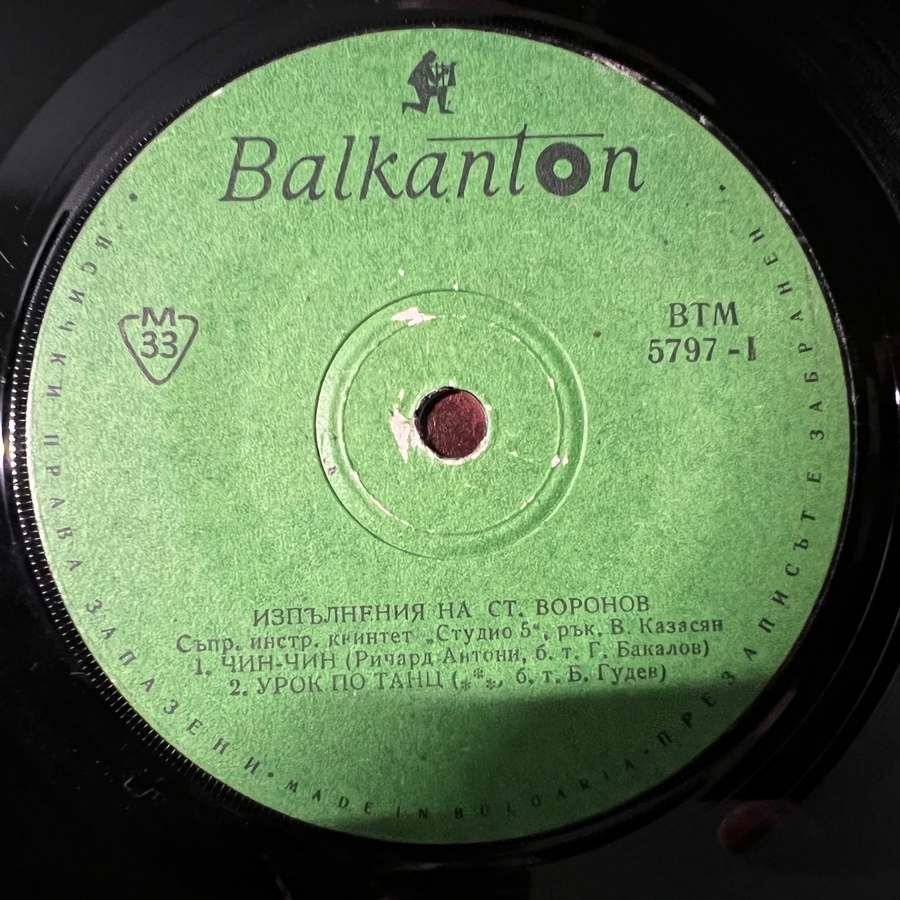 Balkanton
М
33
ВТМ
5797 - I
ИЗПЪЛНЕНИЯ НА СТ. ВОРОНОВ
Съпр. инстр. квинтет „Студио 5“, рък. В. Казасян
1. ЧИН-ЧИН (Ричард Антони, б. т. Г. Бакалов)
2. УРОК ПО ТАНЦ (***, б. т. Б. Гудев)
· ВСИЧКИ ПРАВА ЗАПАЗЕНИ · MADE IN BULGARIA · ПРЕЗАПИСЪТ Е ЗАБРАНЕН ·